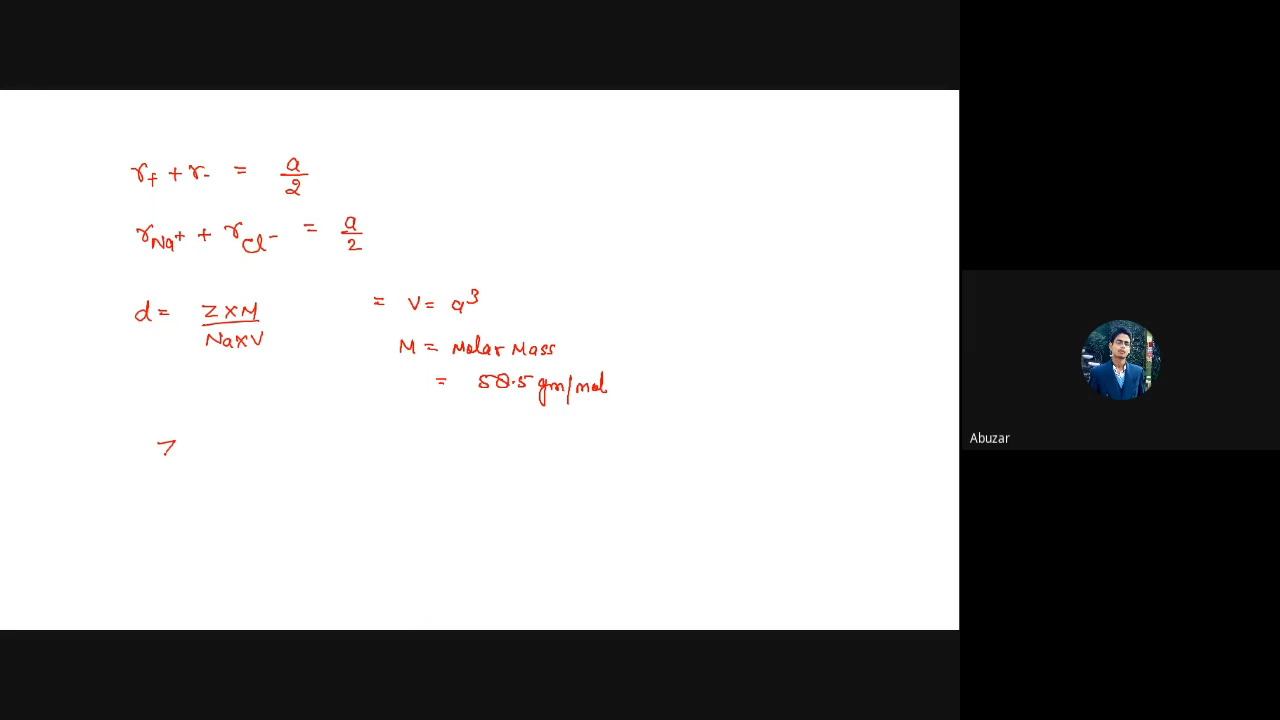 r+ + r- = a/2
rNa+ + rCl- = a/2
d = Z×M / Na×V
= V = a³
M = Molar Mass
= 58.5 gm/mol
Z
Abuzar